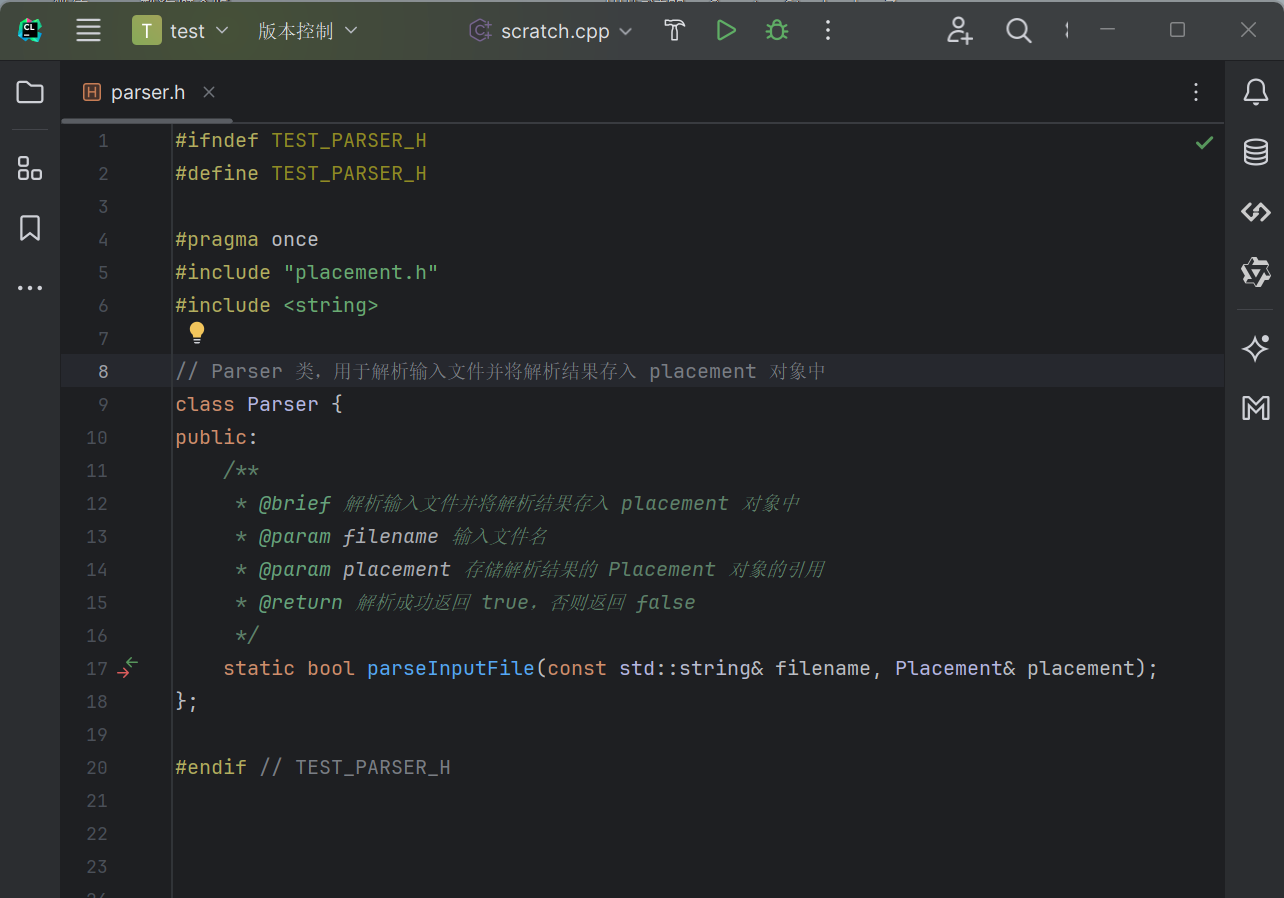 CL
T test 版本控制 scratch.cpp
H parser.h
1 #ifndef TEST_PARSER_H
2 #define TEST_PARSER_H
3
4 #pragma once
5 #include "placement.h"
6 #include <string>
7
8 // Parser 类，用于解析输入文件并将解析结果存入 placement 对象中
9 class Parser {
10 public:
11 /**
12 * @brief 解析输入文件并将解析结果存入 placement 对象中
13 * @param filename 输入文件名
14 * @param placement 存储解析结果的 Placement 对象的引用
15 * @return 解析成功返回 true，否则返回 false
16 */
17 static bool parseInputFile(const std::string& filename, Placement& placement);
18 };
19
20 #endif // TEST_PARSER_H
21
22
23